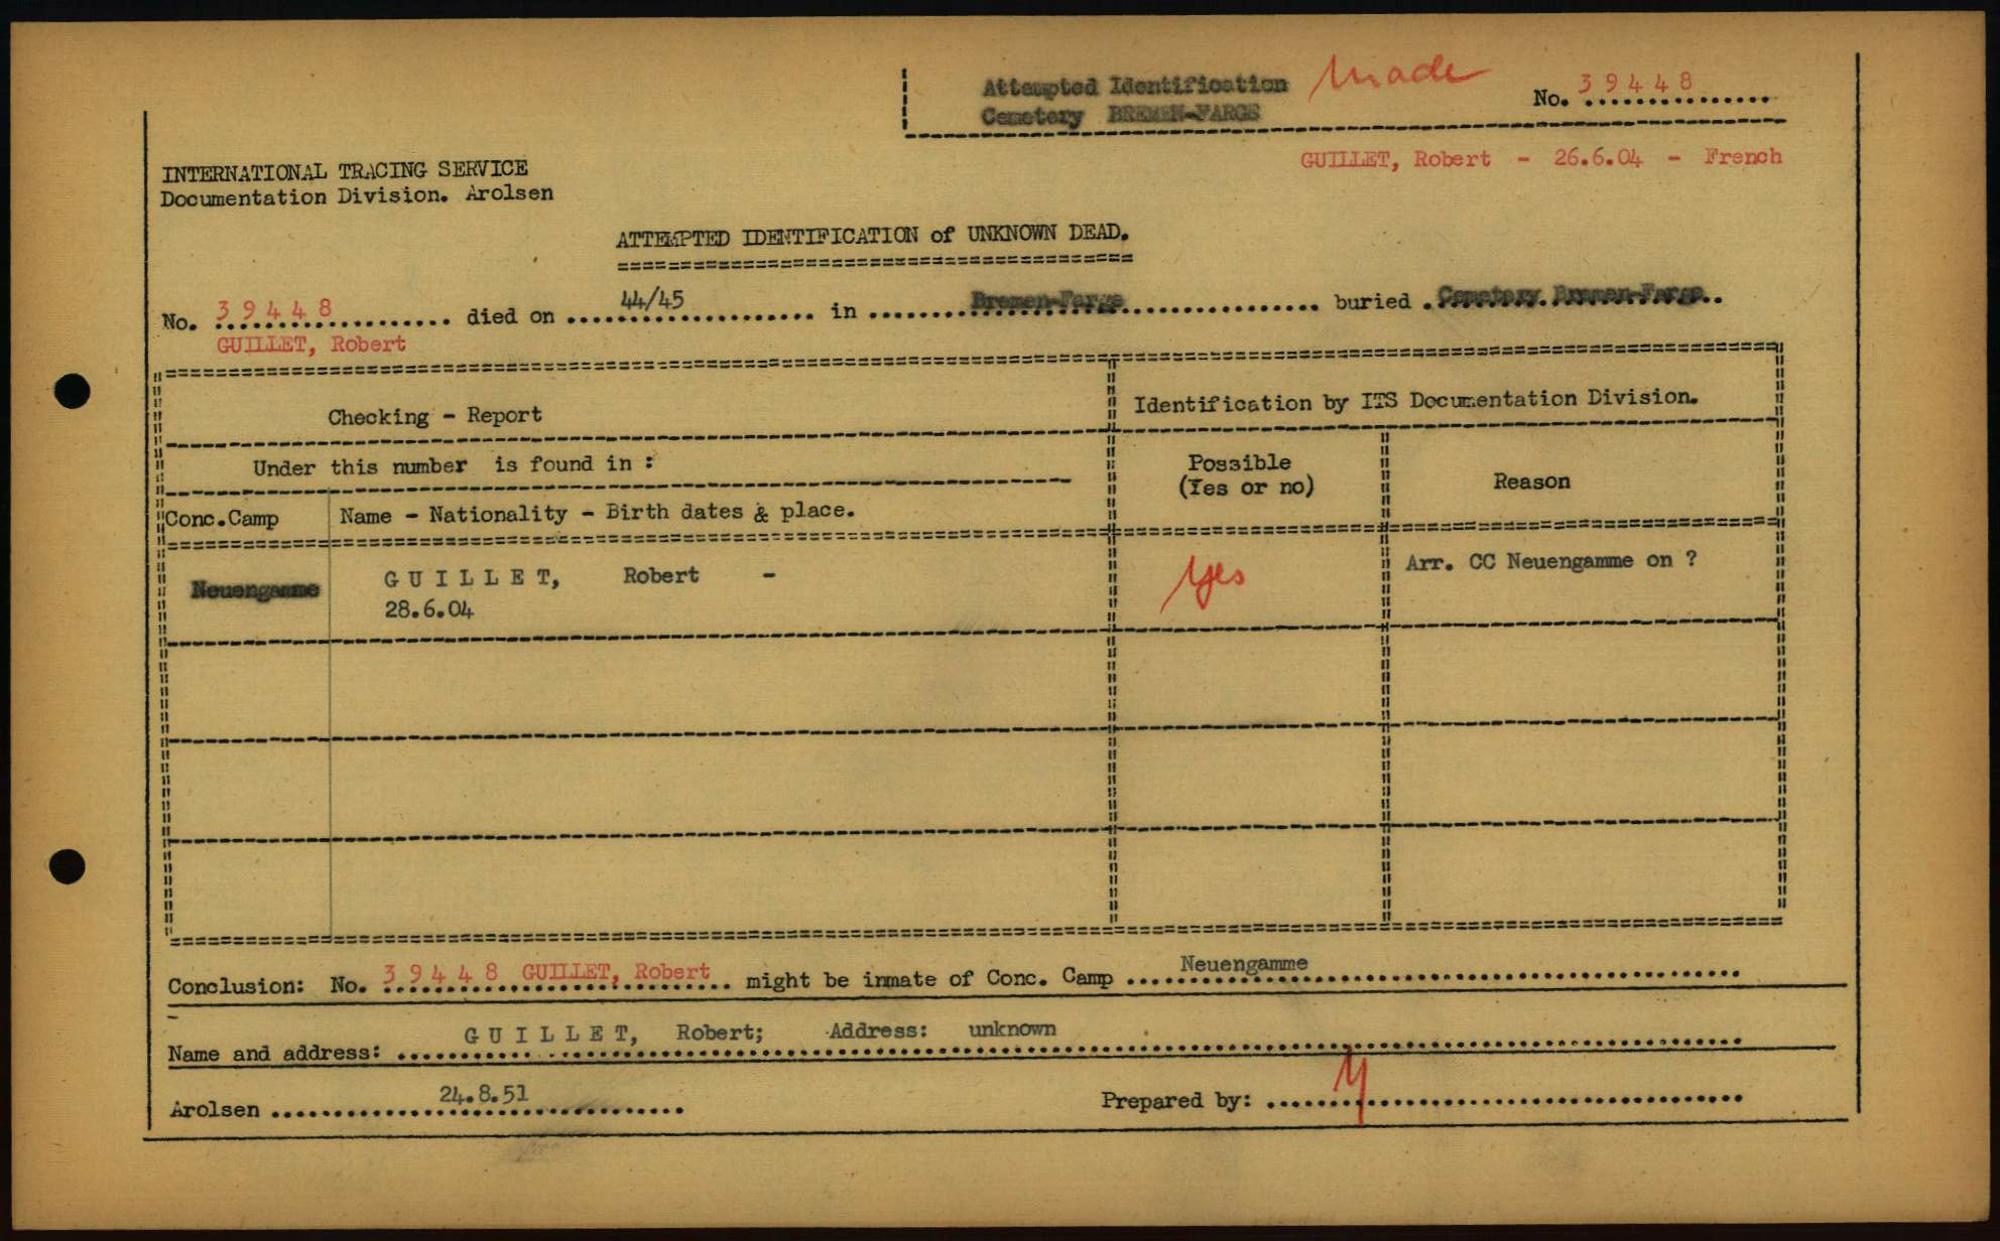 Attempted Identification made No. 39448
Cemetery BREMEN-FARGE
GUILLET, Robert - 26.6.04 - French
INTERNATIONAL TRACING SERVICE
Documentation Division. Arolsen
ATTEMPTED IDENTIFICATION of UNKNOWN DEAD.
No. 39448 died on 44/45 in Bremen-Farge buried Cemetery Bremen-Farge
GUILLET, Robert
Checking - Report
Identification by ITS Documentation Division.
Under this number is found in :
Possible
(Yes or no)
Reason
Conc.Camp Name - Nationality - Birth dates & place.
Neuengamme GUILLET, Robert - yes Arr. CC Neuengamme on ?
28.6.04
Conclusion: No. 39448 GUILLET, Robert might be inmate of Conc. Camp Neuengamme
Name and address: GUILLET, Robert; Address: unknown
Arolsen 24.8.51 Prepared by: